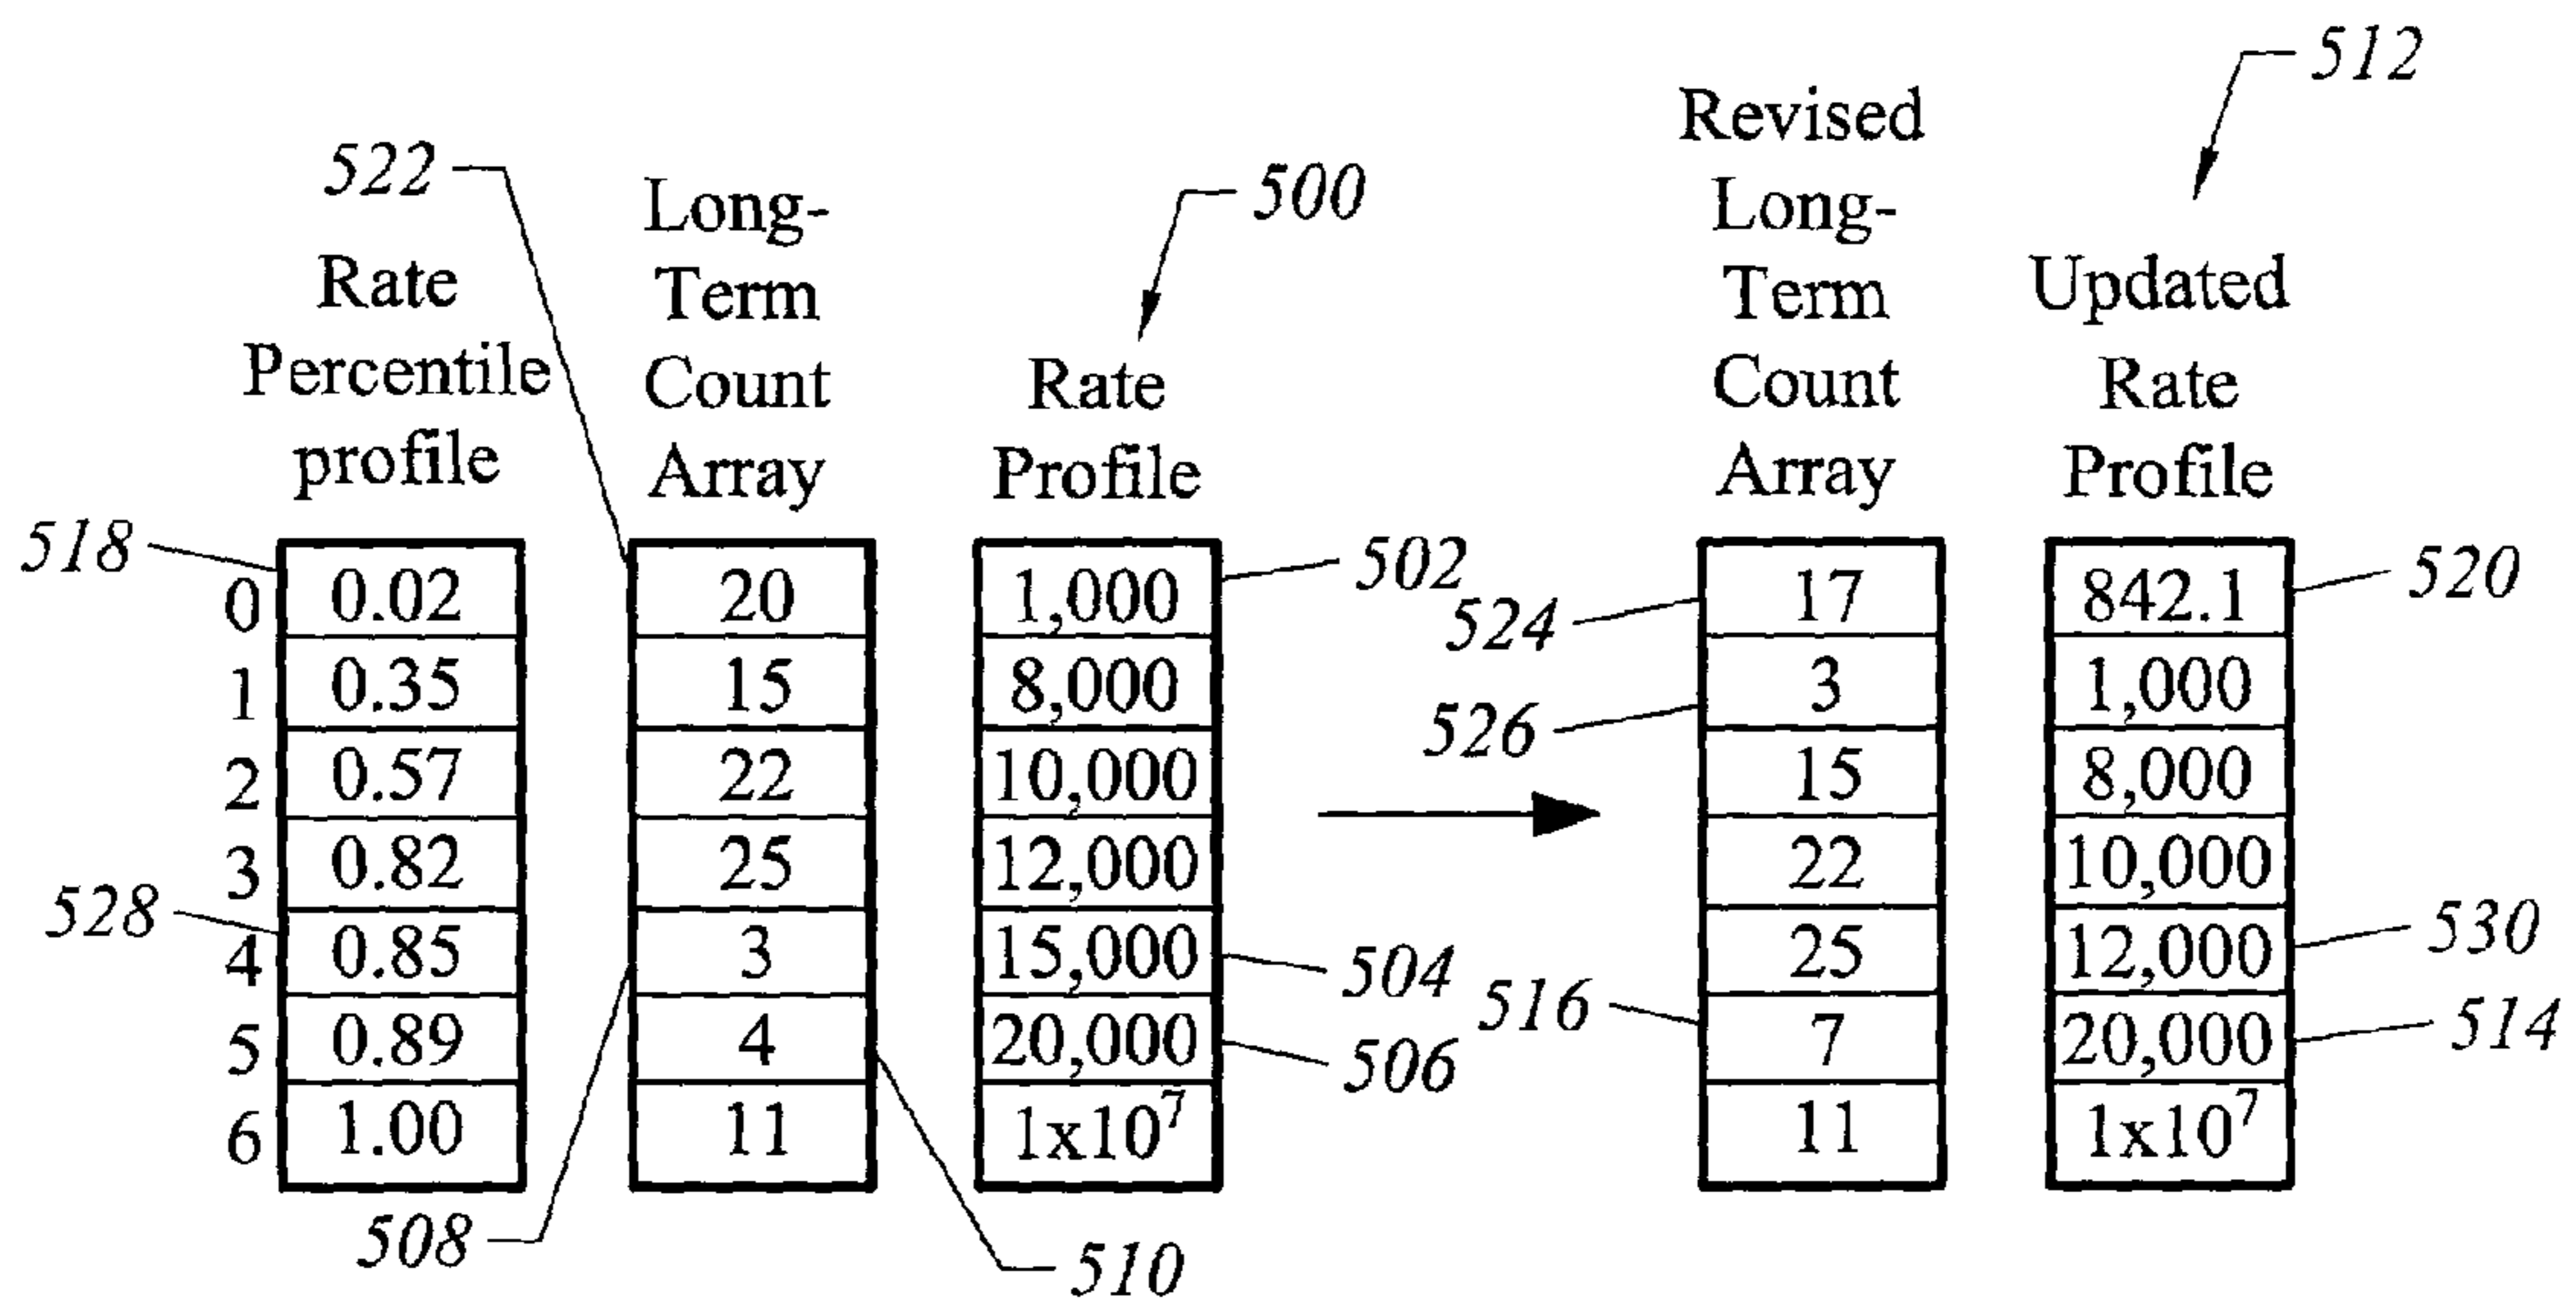 512
Revised
Long-
Term
Count
Array
522
Long-
Term
Count
Array
500
Rate
Percentile
profile
Rate
Profile
Updated
Rate
Profile
518
502
520
524
526
528
504
530
516
506
514
508
510
0 0.02 20 1,000 17 842.1
1 0.35 15 8,000 3 1,000
2 0.57 22 10,000 15 8,000
3 0.82 25 12,000 22 10,000
4 0.85 3 15,000 25 12,000
5 0.89 4 20,000 7 20,000
6 1.00 11 1x10⁷ 11 1x10⁷